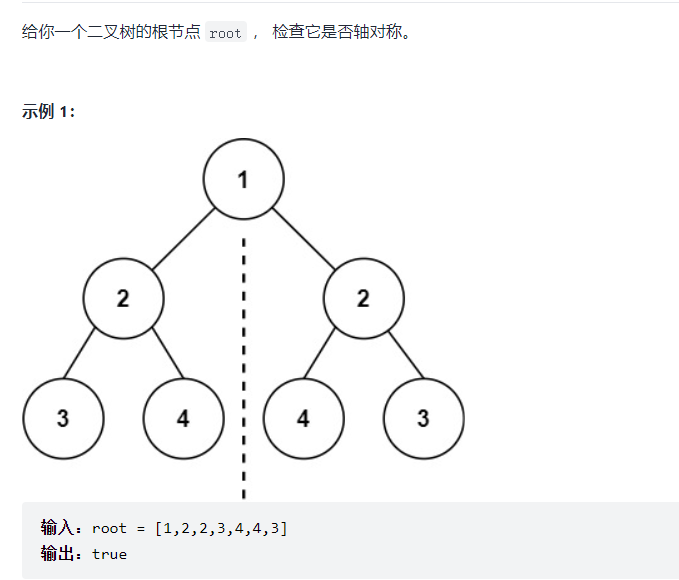 给你一个二叉树的根节点 root ， 检查它是否轴对称。
示例 1：
1
2 2
3 4 4 3
输入：root = [1,2,2,3,4,4,3]
输出：true